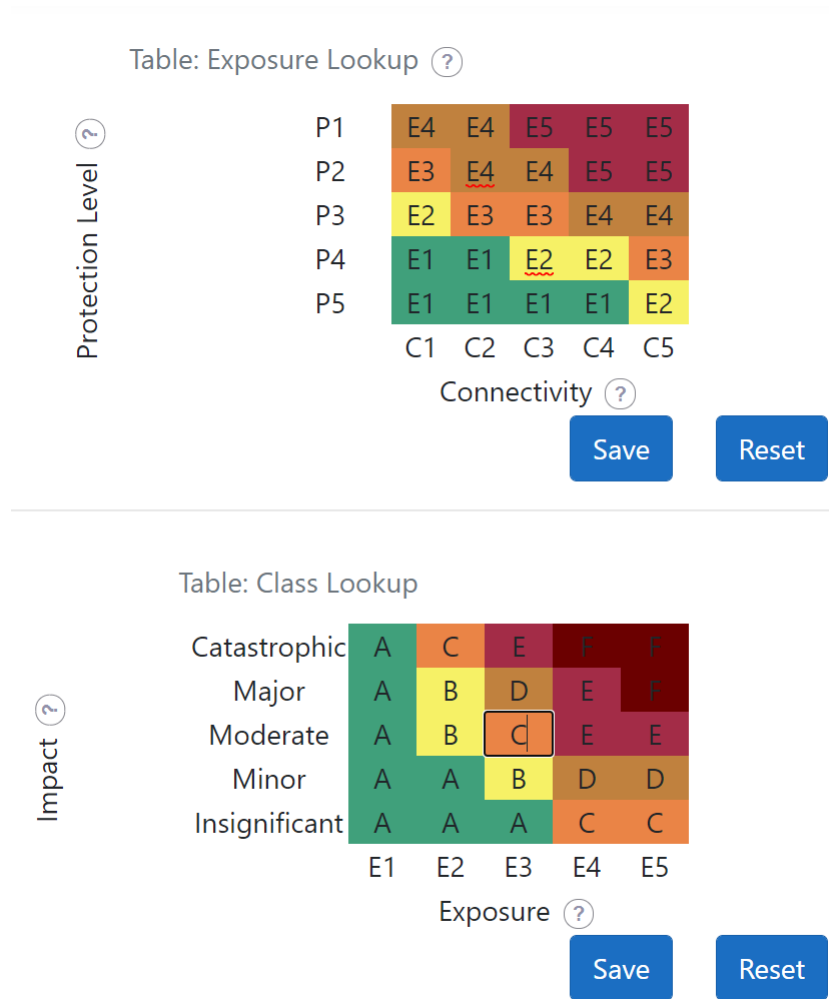 Table: Exposure Lookup ?
Protection Level ?
P1 E4 E4 E5 E5 E5
P2 E3 E4 E4 E5 E5
P3 E2 E3 E3 E4 E4
P4 E1 E1 E2 E2 E3
P5 E1 E1 E1 E1 E2
C1 C2 C3 C4 C5
Connectivity ?
Save Reset
Table: Class Lookup
Impact ?
Catastrophic A C E F F
Major A B D E F
Moderate A B C E E
Minor A A B D D
Insignificant A A A C C
E1 E2 E3 E4 E5
Exposure ?
Save Reset